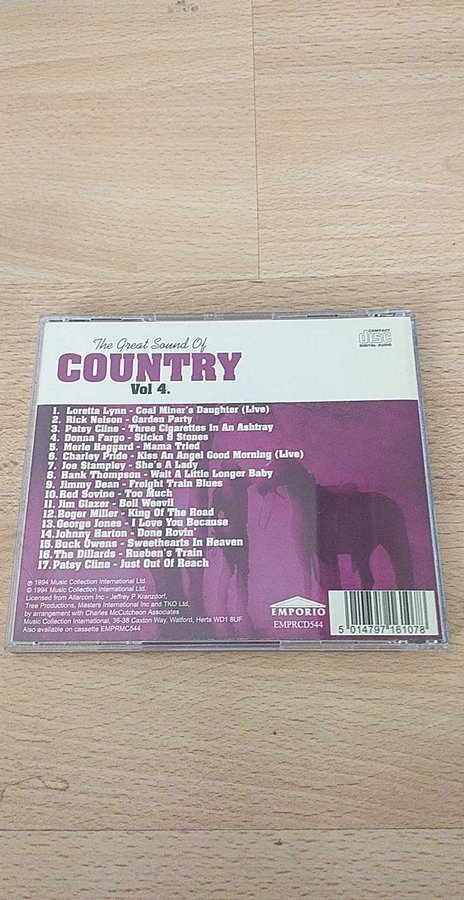 The Great Sound Of
COUNTRY
Vol 4.
COMPACT
disc
DIGITAL AUDIO
1. Loretta Lynn - Coal Miner's Daughter (Live)
2. Rick Nelson - Garden Party
3. Patsy Cline - Three Cigarettes In An Ashtray
4. Donna Fargo - Sticks & Stones
5. Merle Haggard - Mama Tried
6. Charley Pride - Kiss An Angel Good Morning (Live)
7. Joe Stampley - She's A Lady
8. Hank Thompson - Wait A Little Longer Baby
9. Jimmy Dean - Freight Train Blues
10. Red Sovine - Too Much
11. Jim Glazer - Boll Weevil
12. Roger Miller - King Of The Road
13. George Jones - I Love You Because
14. Johnny Harton - Done Rovin'
15. Buck Owens - Sweethearts In Heaven
16. The Dillards - Rueben's Train
17. Patsy Cline - Just Out Of Reach
℗ 1994 Music Collection International Ltd.
© 1994 Music Collection International Ltd.
Licensed from Allarcom Inc - Jeffrey P Kranzdorf,
Tree Productions, Masters International Inc and TKO Ltd,
by arrangement with Charles McCutcheon Associates
Music Collection International, 36-38 Caxton Way, Watford, Herts WD1 8UF
Also available on cassette EMPRMC544
EMPORIO
EMPRCD544
5 014797 161078